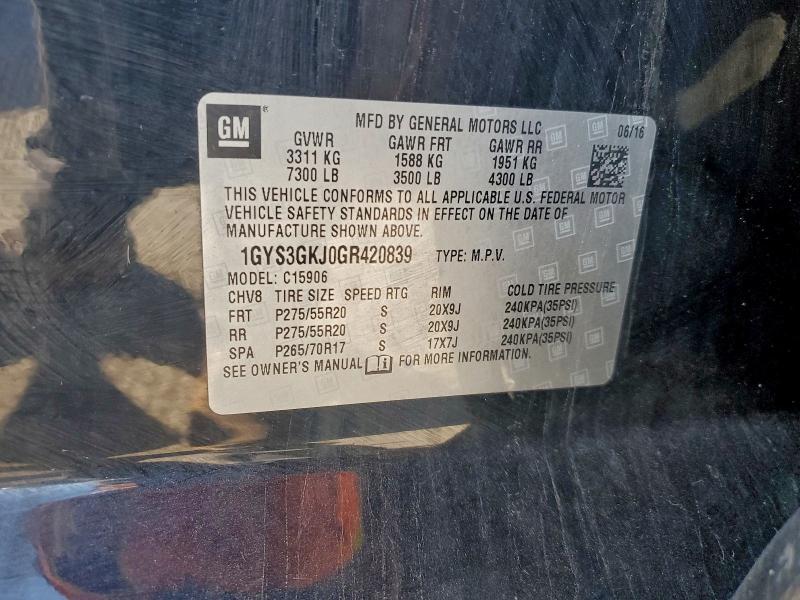 GM
MFD BY GENERAL MOTORS LLC 06/16
GVWR GAWR FRT GAWR RR
3311 KG 1588 KG 1951 KG
7300 LB 3500 LB 4300 LB
THIS VEHICLE CONFORMS TO ALL APPLICABLE U.S. FEDERAL MOTOR
VEHICLE SAFETY STANDARDS IN EFFECT ON THE DATE OF
MANUFACTURE SHOWN ABOVE.
1GYS3GKJ0GR420839 TYPE: M.P.V.
MODEL: C15906
CHV8 TIRE SIZE SPEED RTG RIM COLD TIRE PRESSURE
FRT P275/55R20 S 20X9J 240KPA(35PSI)
RR P275/55R20 S 20X9J 240KPA(35PSI)
SPA P265/70R17 S 17X7J 240KPA(35PSI)
SEE OWNER'S MANUAL FOR MORE INFORMATION.